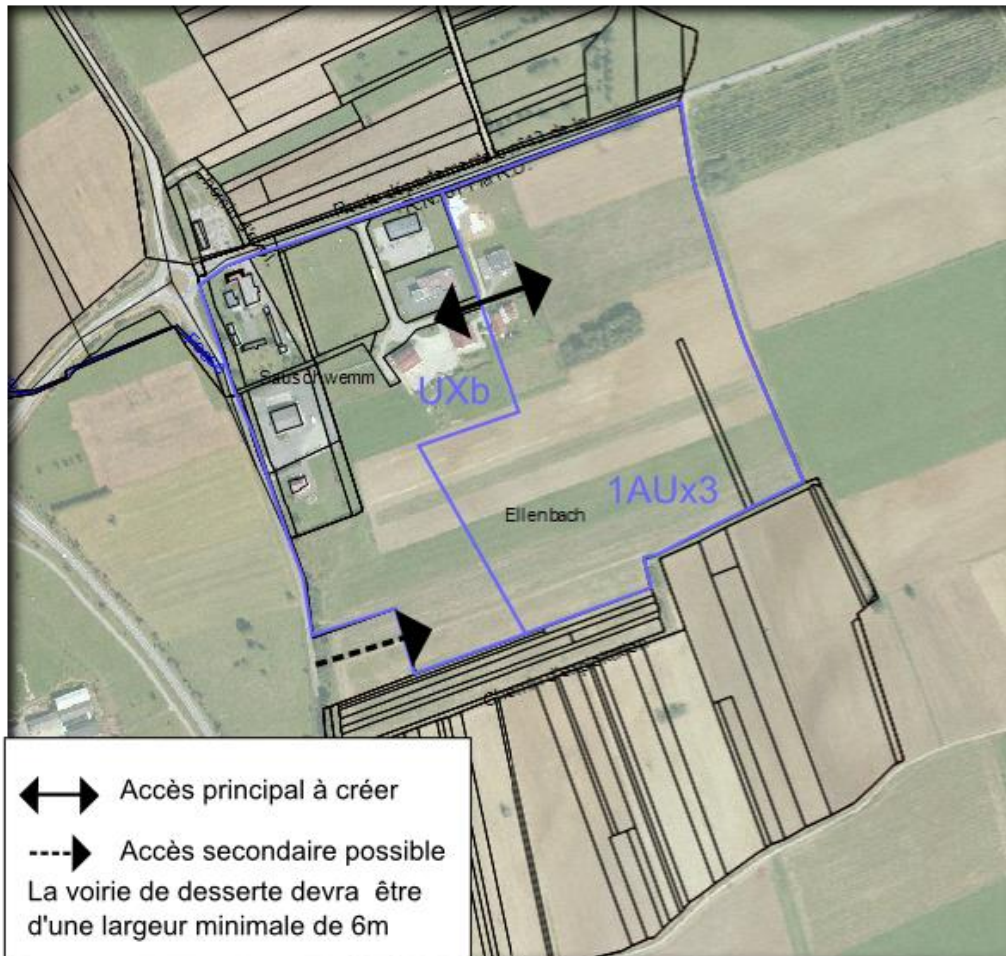 Sauschwemm
UXb
1AUx3
Ellenbach
Accès principal à créer
Accès secondaire possible
La voirie de desserte devra être
d'une largeur minimale de 6m